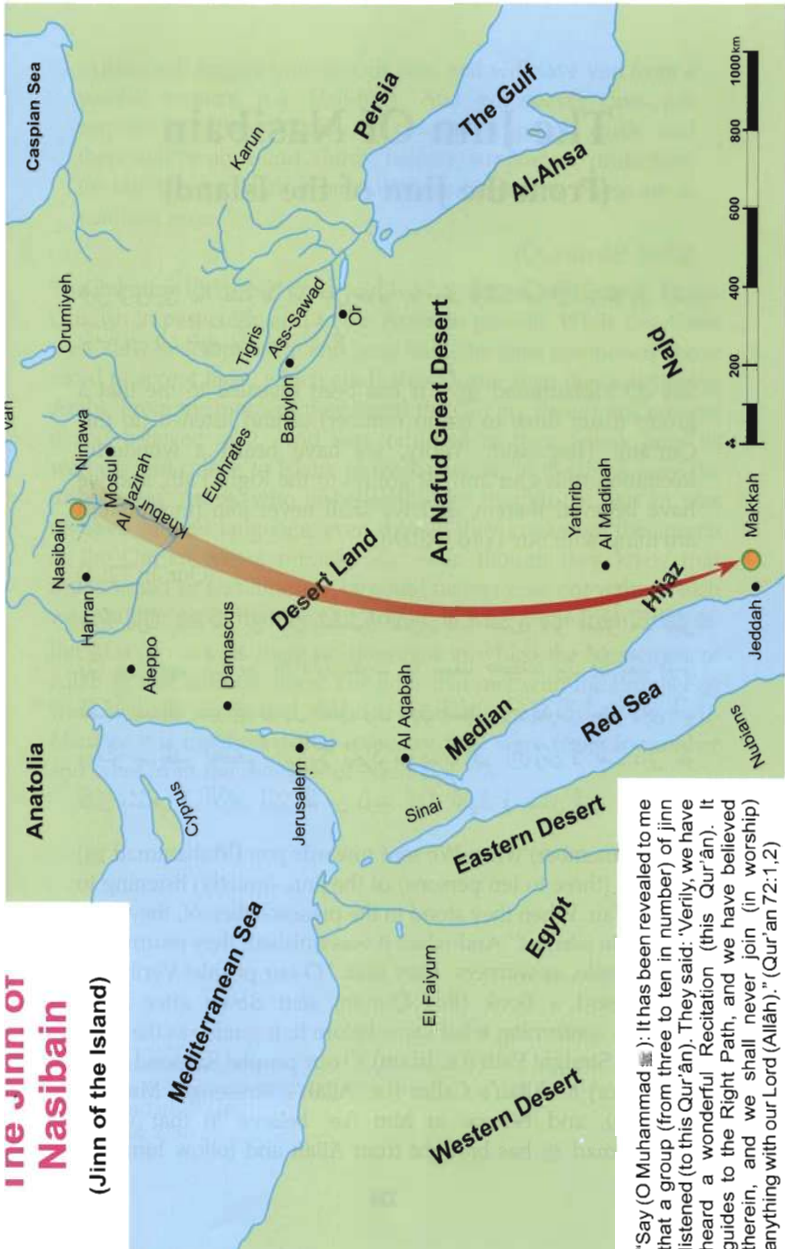 The Jinn Of
Nasibain
(Jinn of the Island)
Anatolia
Caspian Sea
Orumiyeh
Ninawa
Nasibain
Mosul
Al Jazirah
Khabur
Harran
Aleppo
Cyprus
Mediterranean Sea
Damascus
Jerusalem
Euphrates
Tigris
Ass-Sawad
Babylon
Or
Karun
Persia
The Gulf
Al-Ahsa
Desert Land
An Nafud Great Desert
Najd
Al Aqabah
Sinai
Median
El Faiyum
Egypt
Eastern Desert
Western Desert
Red Sea
Hijaz
Yathrib
Al Madinah
Makkah
Jeddah
Nubians
200
400
600
800
1000 km
"Say (O Muhammad ﷺ): It has been revealed to me
that a group (from three to ten in number) of jinn
listened (to this Qur'ân). They said: 'Verily, we have
heard a wonderful Recitation (this Qur'ân). It
guides to the Right Path, and we have believed
therein, and we shall never join (in worship)
anything with our Lord (Allâh)." (Qur'an 72:1,2)